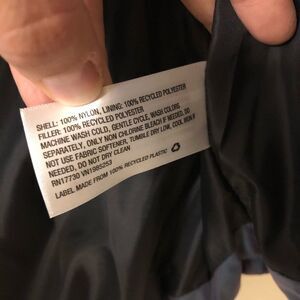 SHELL: 100% NYLON, LINING: 100% RECYCLED POLYESTER
FILLER: 100% RECYCLED POLYESTER
MACHINE WASH COLD, GENTLE CYCLE, WASH COLORS
SEPARATELY, ONLY NON CHLORINE BLEACH IF NEEDED, DO
NOT USE FABRIC SOFTENER, TUMBLE DRY LOW, COOL IRON IF
NEEDED, DO NOT DRY CLEAN
RN17730 VN1985253
LABEL MADE FROM 100% RECYCLED PLASTIC